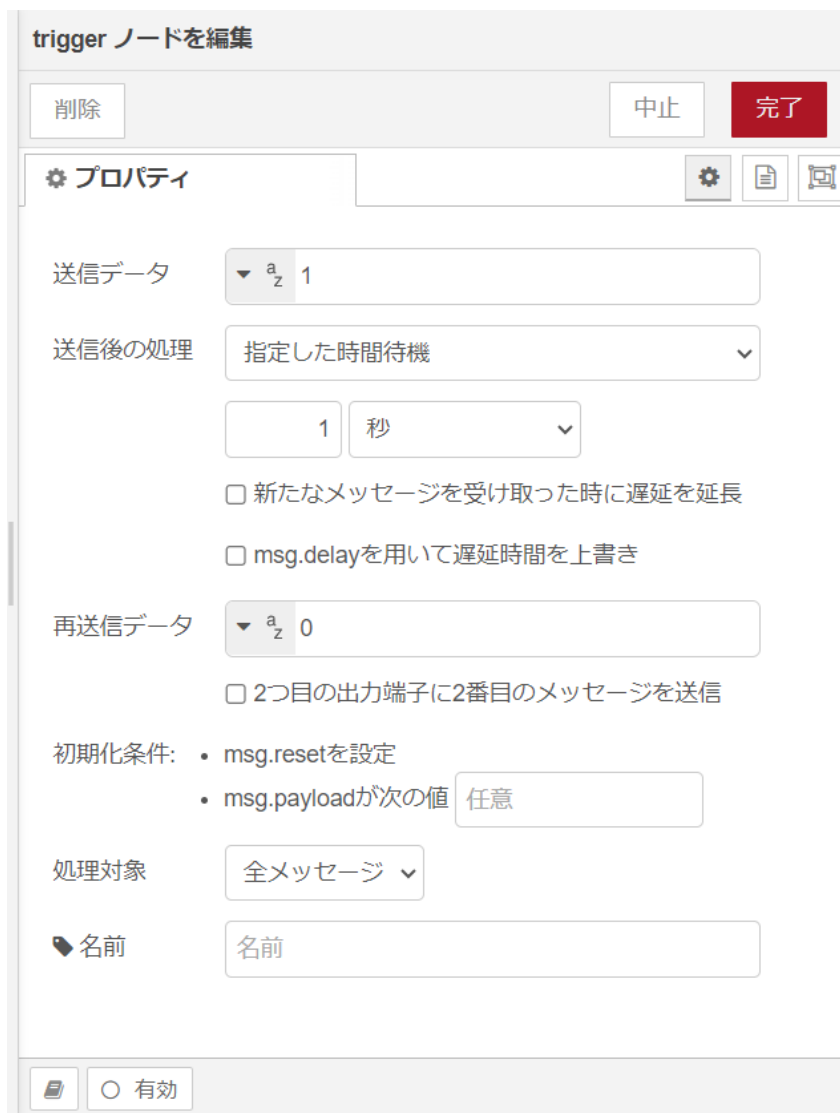 trigger ノードを編集
削除 中止 完了
プロパティ
送信データ az 1
送信後の処理 指定した時間待機
1 秒
新たなメッセージを受け取った時に遅延を延長
msg.delayを用いて遅延時間を上書き
再送信データ az 0
2つ目の出力端子に2番目のメッセージを送信
初期化条件: • msg.resetを設定
• msg.payloadが次の値 任意
処理対象 全メッセージ
名前 名前
有効